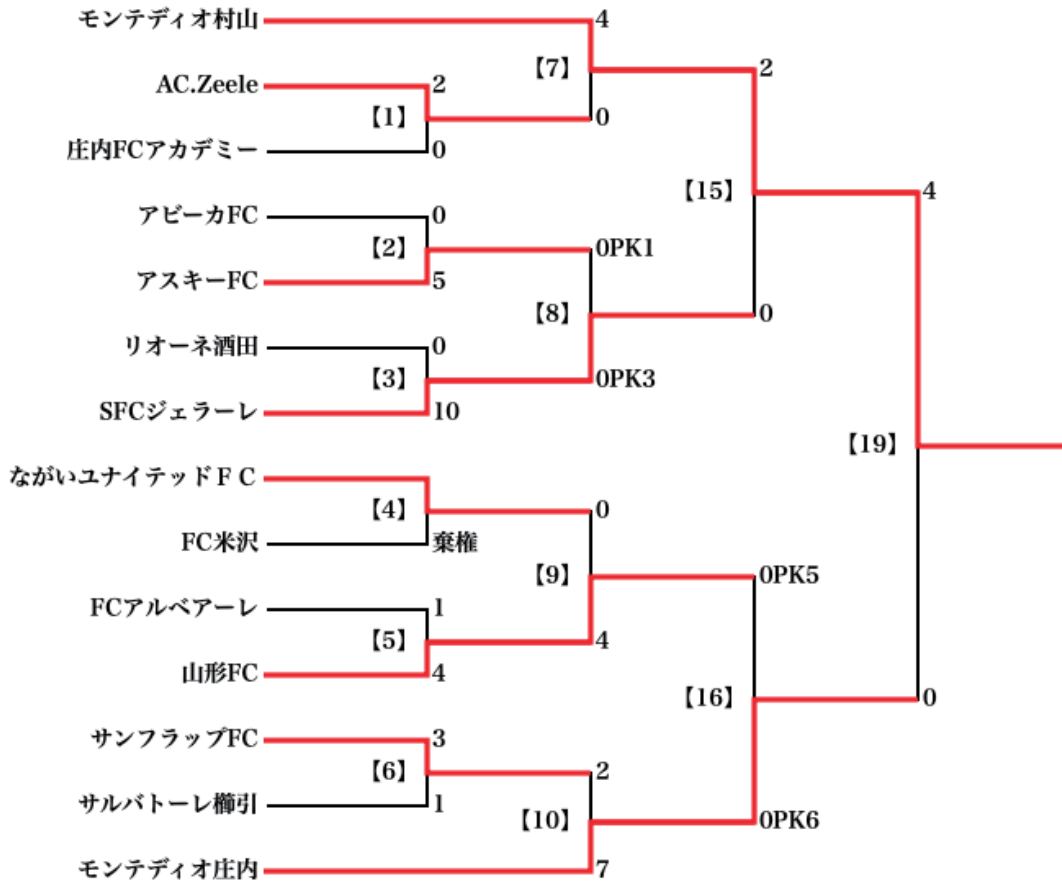 モンテディオ村山
4
【7】
2
AC.Zeele
2
【1】
0
庄内FCアカデミー
0
【15】
4
アビーカFC
0
【2】
0PK1
アスキーFC
5
【8】
0
リオーネ酒田
0
【3】
0PK3
SFCジェラーレ
10
【19】
ながいユナイテッドＦＣ
【4】
0
FC米沢
棄権
【9】
0PK5
FCアルベアーレ
1
【5】
4
山形FC
4
【16】
0
サンフラップFC
3
【6】
2
サルバトーレ櫛引
1
【10】
0PK6
モンテディオ庄内
7